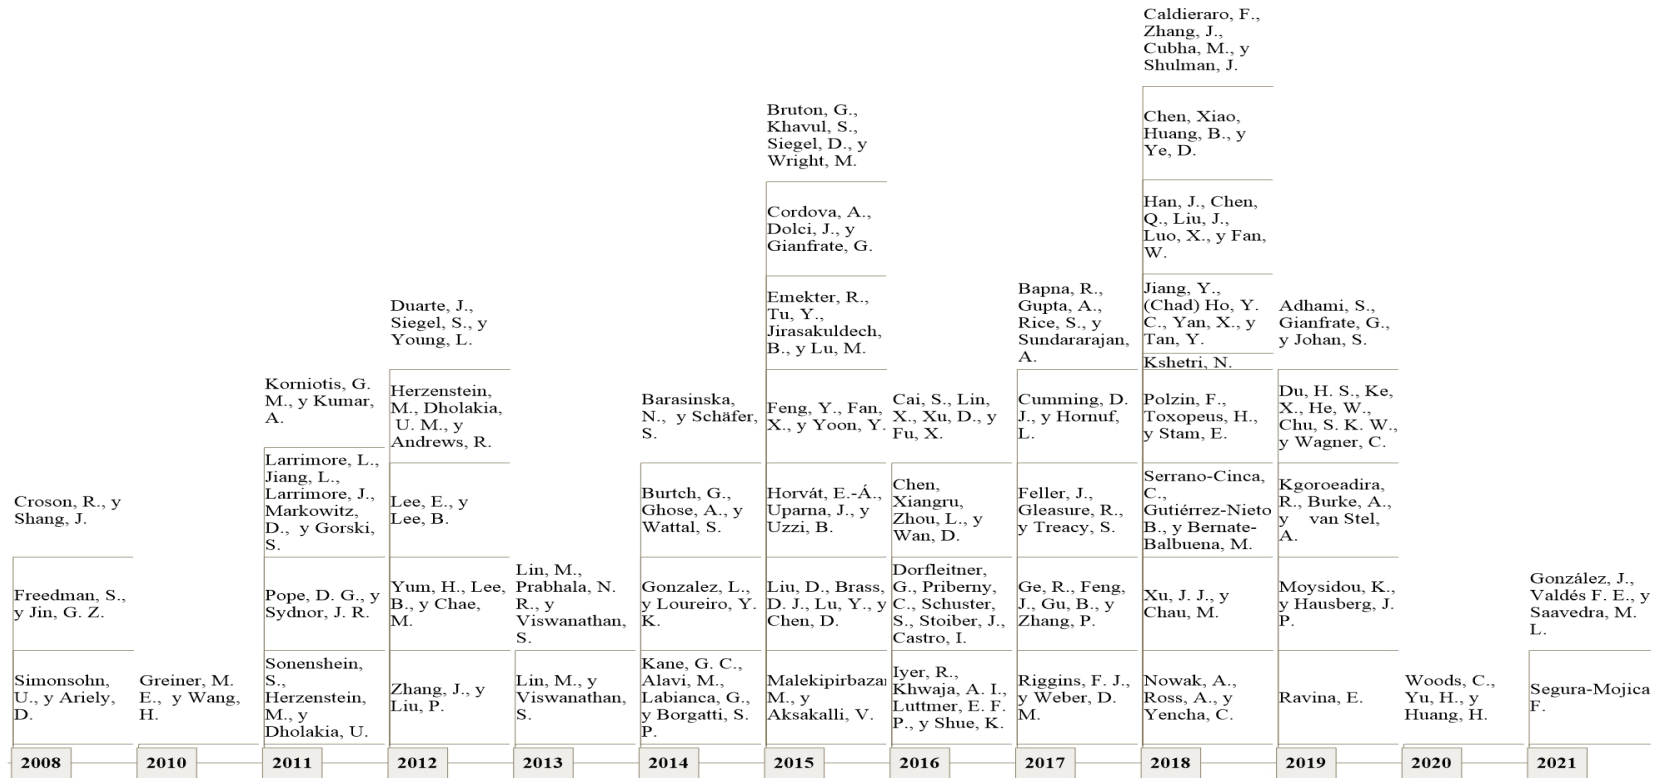 Croson, R., y
Shang, J.
Freedman, S.,
y Jin, G. Z.
Simonsohn,
U., y Ariely,
D.
2008
Greiner, M.
E., y Wang,
H.
2010
Korniotis, G.
M., y Kumar,
A.
Larrimore, L.,
Jiang, L.,
Larrimore, J.,
Markowitz,
D., y Gorski,
S.
Pope, D. G., y
Sydnor, J. R.
Sonenshein,
S.,
Herzenstein,
M., y
Dholakia, U.
2011
Duarte, J.,
Siegel, S., y
Young, L.
Herzenstein,
M., Dholakia,
U. M., y
Andrews, R.
Lee, E., y
Lee, B.
Yum, H., Lee,
B., y Chae,
M.
Zhang, J., y
Liu, P.
2012
Lin, M.,
Prabhala, N.
R., y
Viswanathan,
S.
Lin, M., y
Viswanathan,
S.
2013
Barasinska,
N., y Schäfer,
S.
Burtch, G.,
Ghose, A., y
Wattal, S.
Gonzalez, L.,
y Loureiro, Y.
K.
Kane, G. C.,
Alavi, M.,
Labianca, G.,
y Borgatti, S.
P.
2014
Bruton, G.,
Khavul, S.,
Siegel, D., y
Wright, M.
Cordova, A.,
Dolci, J., y
Gianfrate, G.
Emekter, R.,
Tu, Y.,
Jirasakuldech,
B., y Lu, M.
Feng, Y., Fan,
X., y Yoon, Y.
Horvát, E.-Á.,
Uparna, J., y
Uzzi, B.
Liu, D., Brass,
D. J., Lu, Y., y
Chen, D.
Malekipirbazar
M., y
Aksakalli, V.
2015
Cai, S., Lin,
X., Xu, D., y
Fu, X.
Chen,
Xiangru,
Zhou, L., y
Wan, D.
Dorfleitner,
G., Priberny,
C., Schuster,
S., Stoiber, J.,
Castro, I.
Iyer, R.,
Khwaja, A. I.,
Luttmer, E. F.
P., y Shue, K.
2016
Bapna, R.,
Gupta, A.,
Rice, S., y
Sundararajan,
A.
Cumming, D.
J., y Hornuf,
L.
Feller, J.,
Gleasure, R.,
y Treacy, S.
Ge, R., Feng,
J., Gu, B., y
Zhang, P.
Riggins, F. J.,
y Weber, D.
M.
2017
Caldieraro, F.,
Zhang, J.,
Cubha, M., y
Shulman, J.
Chen, Xiao,
Huang, B., y
Ye, D.
Han, J., Chen,
Q., Liu, J.,
Luo, X., y Fan,
W.
Jiang, Y.,
(Chad) Ho, Y.
C., Yan, X., y
Tan, Y.
Kshetri, N.
Polzin, F.,
Toxopeus, H.,
y Stam, E.
Serrano-Cinca,
C.,
Gutiérrez-Nieto
B., y Bernate-
Balbuena, M.
Xu, J. J., y
Chau, M.
Nowak, A.,
Ross, A., y
Yencha, C.
2018
Adhami, S.,
Gianfrate, G.,
y Johan, S.
Du, H. S., Ke,
X., He, W.,
Chu, S. K. W.,
y Wagner, C.
Kgoroeadira,
R., Burke, A.,
y van Stel,
A.
Moysidou, K.,
y Hausberg, J.
P.
Ravina, E.
2019
Woods, C.,
Yu, H., y
Huang, H.
2020
González, J.,
Valdés F. E., y
Saavedra, M.
L.
Segura-Mojica
F.
2021